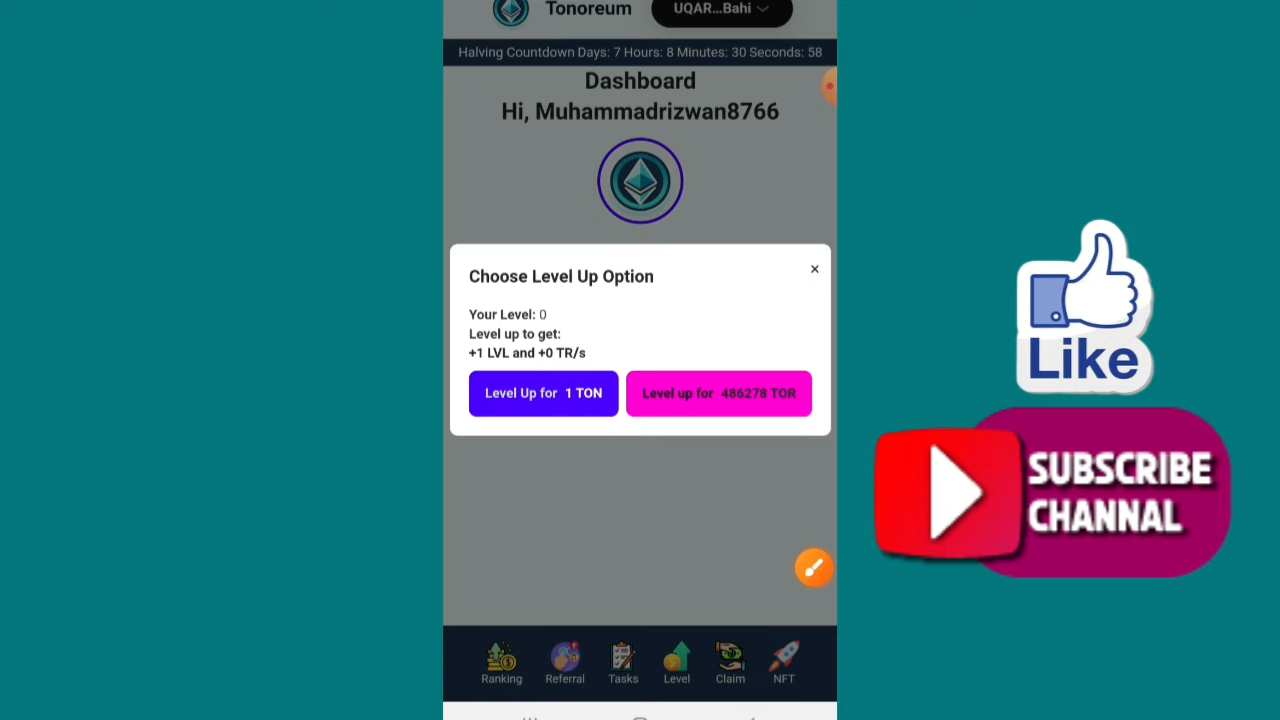 Tonoreum
UQAR...Bahi
Halving Countdown Days: 7 Hours: 8 Minutes: 30 Seconds: 58
Dashboard
Hi, Muhammadrizwan8766
Choose Level Up Option
×
Your Level: 0
Level up to get:
+1 LVL and +0 TR/s
Level Up for 1 TON
Level up for 486278 TOR
Like
SUBSCRIBE
CHANNAL
Ranking
Referral
Tasks
Level
Claim
NFT